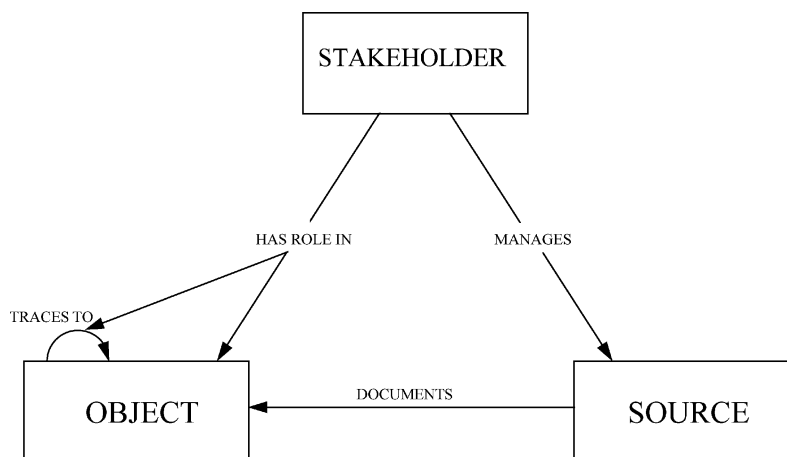 STAKEHOLDER
HAS ROLE IN
MANAGES
TRACES TO
DOCUMENTS
OBJECT
SOURCE